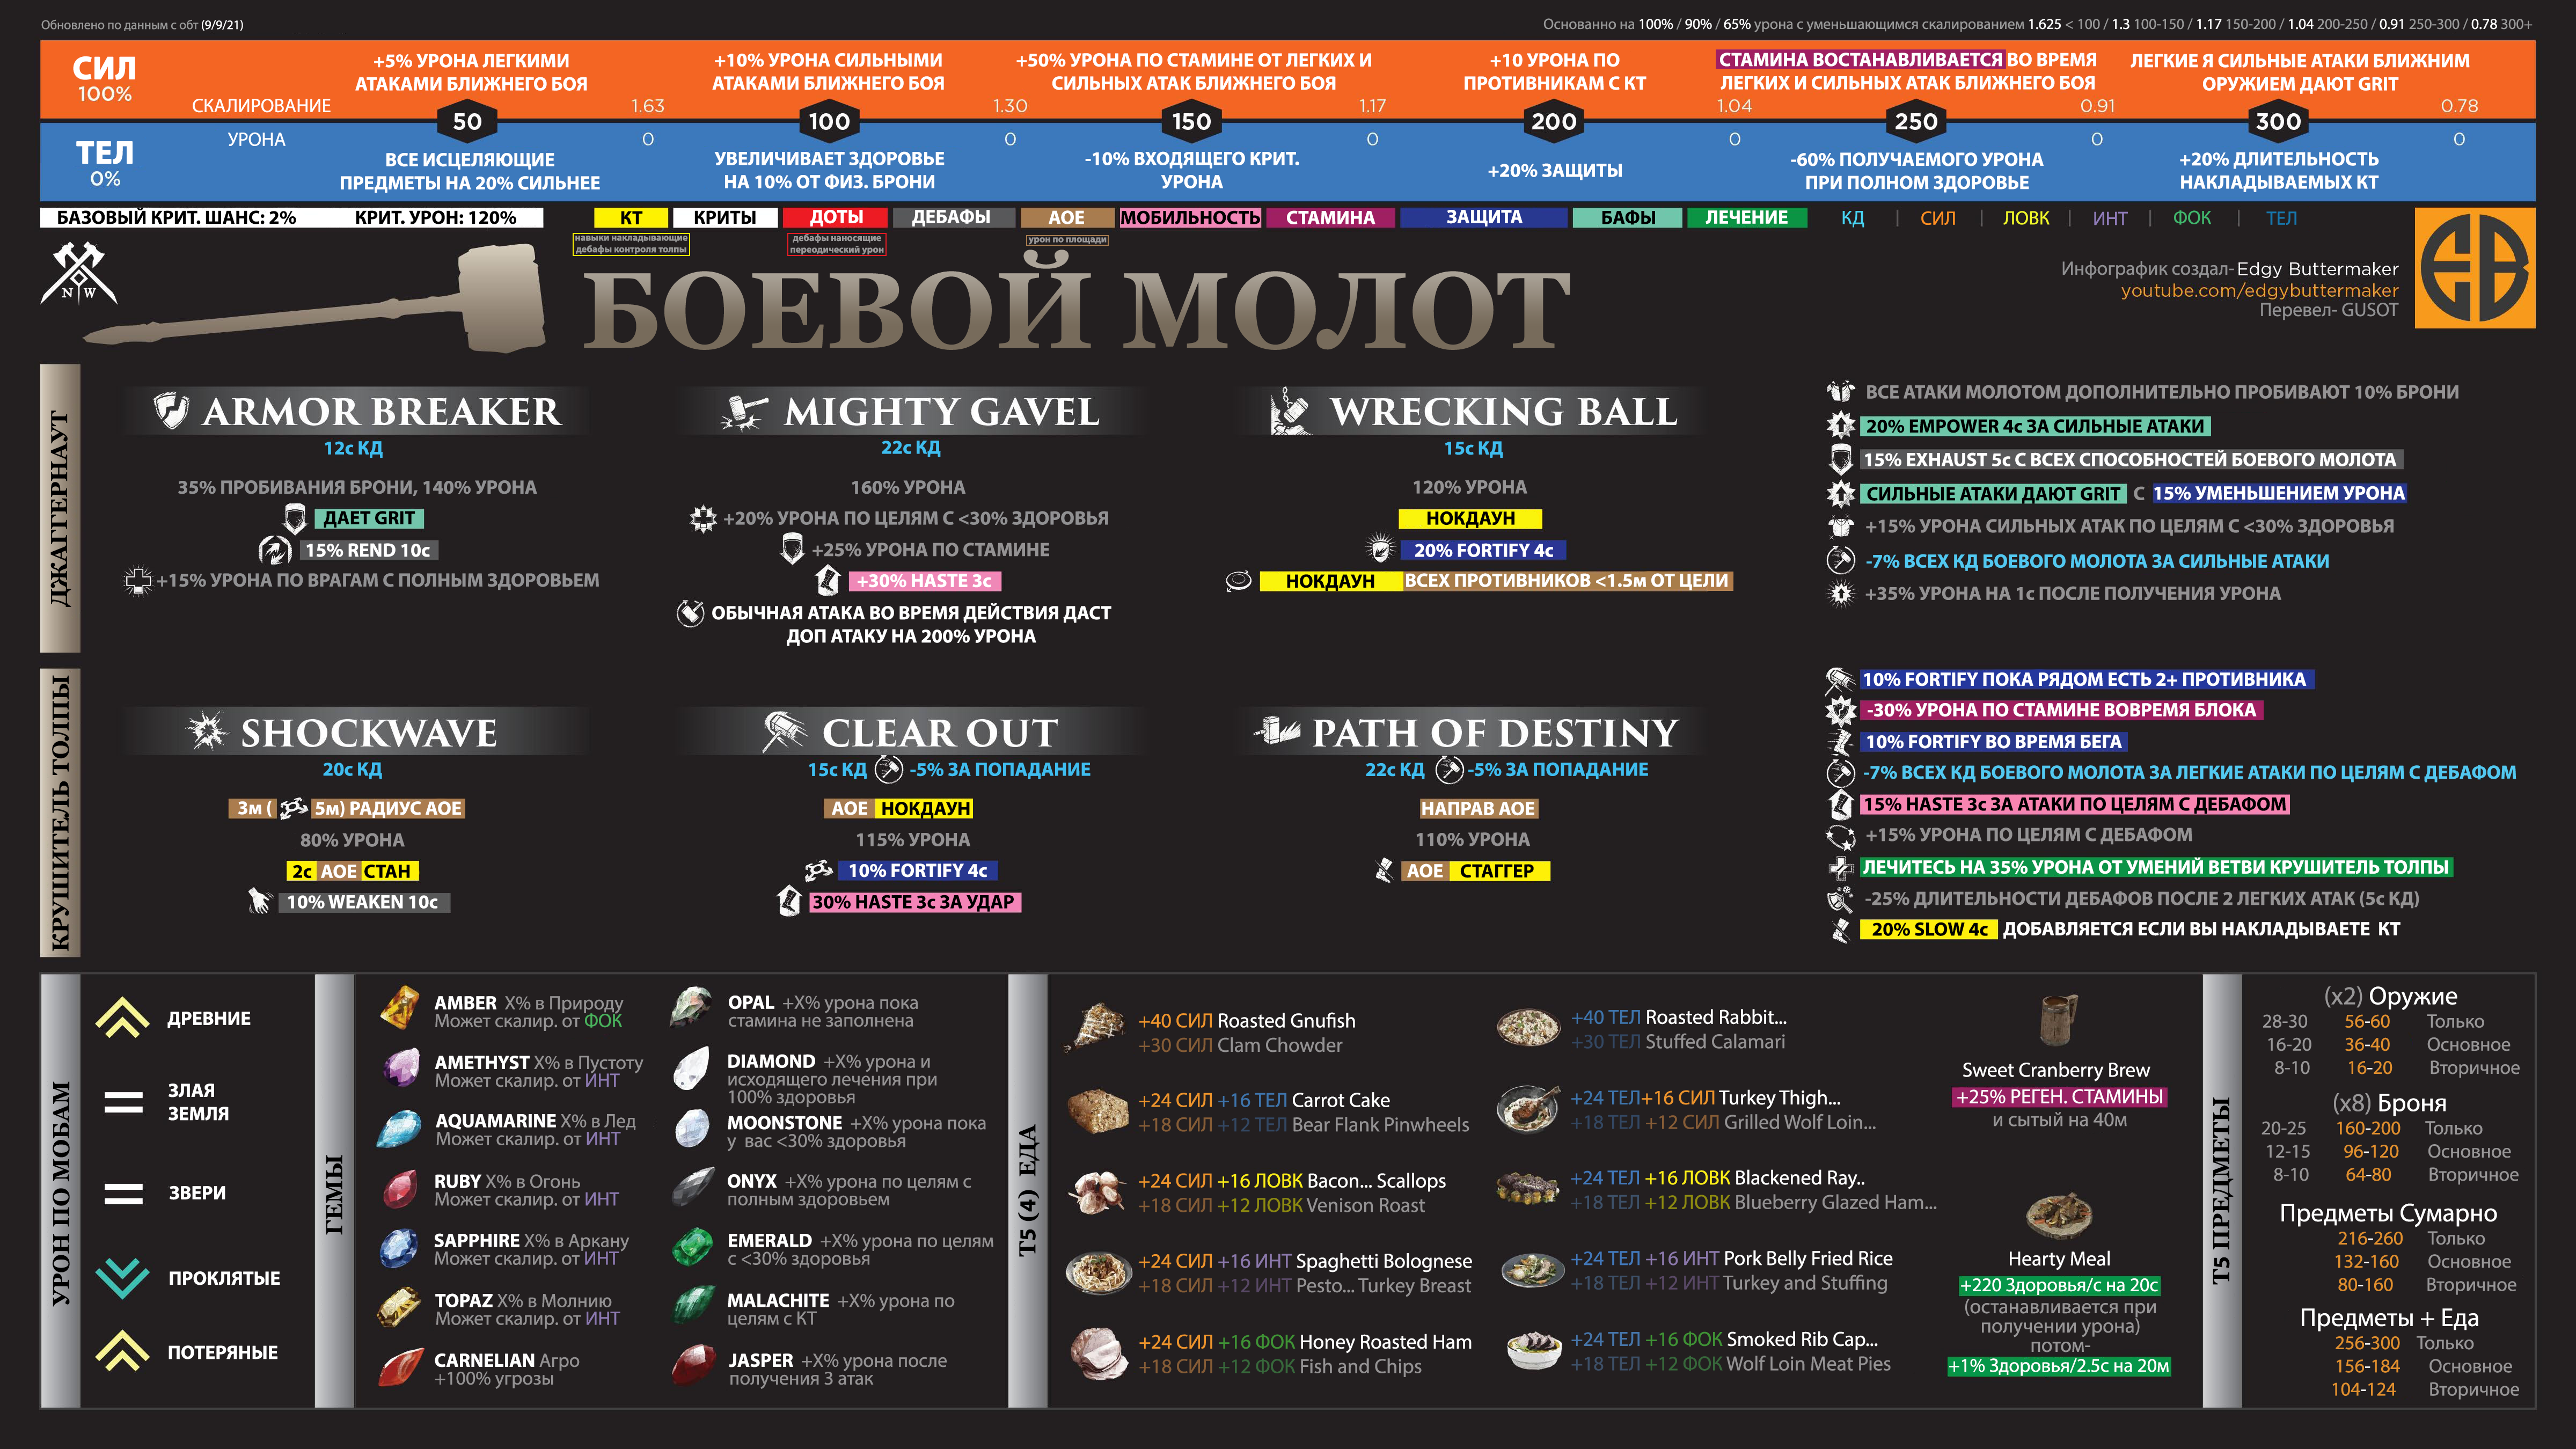 Обновлено по данным с обт (9/9/21)
Основанно на 100% / 90% / 65% урона с уменьшающимся скалированием 1.625 < 100 / 1.3 100-150 / 1.17 150-200 / 1.04 200-250 / 0.91 250-300 / 0.78 300+
СИЛ
100%
+5% УРОНА ЛЕГКИМИ
АТАКАМИ БЛИЖНЕГО БОЯ
+10% УРОНА СИЛЬНЫМИ
АТАКАМИ БЛИЖНЕГО БОЯ
+50% УРОНА ПО СТАМИНЕ ОТ ЛЕГКИХ И
СИЛЬНЫХ АТАК БЛИЖНЕГО БОЯ
+10 УРОНА ПО
ПРОТИВНИКАМ С КТ
СТАМИНА ВОСТАНАВЛИВАЕТСЯ ВО ВРЕМЯ
ЛЕГКИХ И СИЛЬНЫХ АТАК БЛИЖНЕГО БОЯ
ЛЕГКИЕ Я СИЛЬНЫЕ АТАКИ БЛИЖНИМ
ОРУЖИЕМ ДАЮТ GRIT
СКАЛИРОВАНИЕ 1.63 1.30 1.17 1.04 0.91 0.78
50 100 150 200 250 300
УРОНА 0 0 0 0 0 0
ТЕЛ
0%
ВСЕ ИСЦЕЛЯЮЩИЕ
ПРЕДМЕТЫ НА 20% СИЛЬНЕЕ
УВЕЛИЧИВАЕТ ЗДОРОВЬЕ
НА 10% ОТ ФИЗ. БРОНИ
-10% ВХОДЯЩЕГО КРИТ.
УРОНА
+20% ЗАЩИТЫ
-60% ПОЛУЧАЕМОГО УРОНА
ПРИ ПОЛНОМ ЗДОРОВЬЕ
+20% ДЛИТЕЛЬНОСТЬ
НАКЛАДЫВАЕМЫХ КТ
БАЗОВЫЙ КРИТ. ШАНС: 2% КРИТ. УРОН: 120%
КТ КРИТЫ ДОТЫ ДЕБАФЫ АОЕ МОБИЛЬНОСТЬ СТАМИНА ЗАЩИТА БАФЫ ЛЕЧЕНИЕ КД | СИЛ | ЛОВК | ИНТ | ФОК | ТЕЛ
навыки накладывающие
дебафы контроля толпы
дебафы наносящие
переодический урон
урон по площади
N W
БОЕВОЙ МОЛОТ
Инфографик создал- Edgy Buttermaker
youtube.com/edgybuttermaker
Перевел- GUSOT
ДЖАГГЕРНАУТ
ARMOR BREAKER
12с КД
35% ПРОБИВАНИЯ БРОНИ, 140% УРОНА
ДАЕТ GRIT
15% REND 10с
+15% УРОНА ПО ВРАГАМ С ПОЛНЫМ ЗДОРОВЬЕМ
MIGHTY GAVEL
22с КД
160% УРОНА
+20% УРОНА ПО ЦЕЛЯМ С <30% ЗДОРОВЬЯ
+25% УРОНА ПО СТАМИНЕ
+30% HASTE 3с
ОБЫЧНАЯ АТАКА ВО ВРЕМЯ ДЕЙСТВИЯ ДАСТ
ДОП АТАКУ НА 200% УРОНА
WRECKING BALL
15с КД
120% УРОНА
НОКДАУН
20% FORTIFY 4с
НОКДАУН ВСЕХ ПРОТИВНИКОВ <1.5м ОТ ЦЕЛИ
ВСЕ АТАКИ МОЛОТОМ ДОПОЛНИТЕЛЬНО ПРОБИВАЮТ 10% БРОНИ
20% EMPOWER 4с ЗА СИЛЬНЫЕ АТАКИ
15% EXHAUST 5с С ВСЕХ СПОСОБНОСТЕЙ БОЕВОГО МОЛОТА
СИЛЬНЫЕ АТАКИ ДАЮТ GRIT С 15% УМЕНЬШЕНИЕМ УРОНА
+15% УРОНА СИЛЬНЫХ АТАК ПО ЦЕЛЯМ С <30% ЗДОРОВЬЯ
-7% ВСЕХ КД БОЕВОГО МОЛОТА ЗА СИЛЬНЫЕ АТАКИ
+35% УРОНА НА 1с ПОСЛЕ ПОЛУЧЕНИЯ УРОНА
КРУШИТЕЛЬ ТОЛПЫ
SHOCKWAVE
20с КД
3м ( 5м) РАДИУС АОЕ
80% УРОНА
2с АОЕ СТАН
10% WEAKEN 10с
CLEAR OUT
15с КД -5% ЗА ПОПАДАНИЕ
АОЕ НОКДАУН
115% УРОНА
10% FORTIFY 4с
30% HASTE 3с ЗА УДАР
PATH OF DESTINY
22с КД -5% ЗА ПОПАДАНИЕ
НАПРАВ АОЕ
110% УРОНА
АОЕ СТАГГЕР
10% FORTIFY ПОКА РЯДОМ ЕСТЬ 2+ ПРОТИВНИКА
-30% УРОНА ПО СТАМИНЕ ВОВРЕМЯ БЛОКА
10% FORTIFY ВО ВРЕМЯ БЕГА
-7% ВСЕХ КД БОЕВОГО МОЛОТА ЗА ЛЕГКИЕ АТАКИ ПО ЦЕЛЯМ С ДЕБАФОМ
15% HASTE 3с ЗА АТАКИ ПО ЦЕЛЯМ С ДЕБАФОМ
+15% УРОНА ПО ЦЕЛЯМ С ДЕБАФОМ
ЛЕЧИТЕСЬ НА 35% УРОНА ОТ УМЕНИЙ ВЕТВИ КРУШИТЕЛЬ ТОЛПЫ
-25% ДЛИТЕЛЬНОСТИ ДЕБАФОВ ПОСЛЕ 2 ЛЕГКИХ АТАК (5с КД)
20% SLOW 4с ДОБАВЛЯЕТСЯ ЕСЛИ ВЫ НАКЛАДЫВАЕТЕ КТ
УРОН ПО МОБАМ
ДРЕВНИЕ
ЗЛАЯ
ЗЕМЛЯ
ЗВЕРИ
ПРОКЛЯТЫЕ
ПОТЕРЯНЫЕ
ГЕМЫ
AMBER X% в Природу
Может скалир. от ФОК
AMETHYST X% в Пустоту
Может скалир. от ИНТ
AQUAMARINE X% в Лед
Может скалир. от ИНТ
RUBY X% в Огонь
Может скалир. от ИНТ
SAPPHIRE X% в Аркану
Может скалир. от ИНТ
TOPAZ X% в Молнию
Может скалир. от ИНТ
CARNELIAN Агро
+100% угрозы
OPAL +X% урона пока
стамина не заполнена
DIAMOND +X% урона и
исходящего лечения при
100% здоровья
MOONSTONE +X% урона пока
у вас <30% здоровья
ONYX +X% урона по целям с
полным здоровьем
EMERALD +X% урона по целям
с <30% здоровья
MALACHITE +X% урона по
целям с КТ
JASPER +X% урона после
получения 3 атак
Т5 (4) ЕДА
+40 СИЛ Roasted Gnufish
+30 СИЛ Clam Chowder
+24 СИЛ +16 ТЕЛ Carrot Cake
+18 СИЛ +12 ТЕЛ Bear Flank Pinwheels
+24 СИЛ +16 ЛОВК Bacon... Scallops
+18 СИЛ +12 ЛОВК Venison Roast
+24 СИЛ +16 ИНТ Spaghetti Bolognese
+18 СИЛ +12 ИНТ Pesto... Turkey Breast
+24 СИЛ +16 ФОК Honey Roasted Ham
+18 СИЛ +12 ФОК Fish and Chips
+40 ТЕЛ Roasted Rabbit...
+30 ТЕЛ Stuffed Calamari
+24 ТЕЛ+16 СИЛ Turkey Thigh...
+18 ТЕЛ +12 СИЛ Grilled Wolf Loin...
+24 ТЕЛ +16 ЛОВК Blackened Ray..
+18 ТЕЛ +12 ЛОВК Blueberry Glazed Ham...
+24 ТЕЛ +16 ИНТ Pork Belly Fried Rice
+18 ТЕЛ +12 ИНТ Turkey and Stuffing
+24 ТЕЛ +16 ФОК Smoked Rib Cap...
+18 ТЕЛ +12 ФОК Wolf Loin Meat Pies
Sweet Cranberry Brew
+25% РЕГЕН. СТАМИНЫ
и сытый на 40м
Hearty Meal
+220 Здоровья/с на 20с
(останавливается при
получении урона)
потом-
+1% Здоровья/2.5с на 20м
Т5 ПРЕДМЕТЫ
(x2) Оружие
28-30 56-60 Только
16-20 36-40 Основное
8-10 16-20 Вторичное
(x8) Броня
20-25 160-200 Только
12-15 96-120 Основное
8-10 64-80 Вторичное
Предметы Сумарно
216-260 Только
132-160 Основное
80-160 Вторичное
Предметы + Еда
256-300 Только
156-184 Основное
104-124 Вторичное